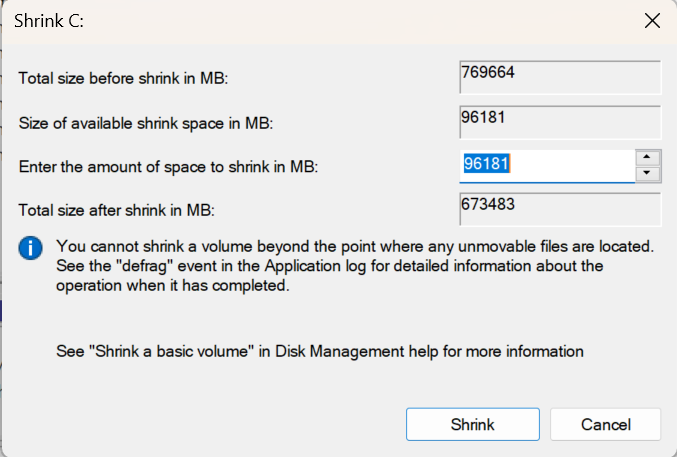 Shrink C:
Total size before shrink in MB: 769664
Size of available shrink space in MB: 96181
Enter the amount of space to shrink in MB: 96181
Total size after shrink in MB: 673483
You cannot shrink a volume beyond the point where any unmovable files are located.
See the "defrag" event in the Application log for detailed information about the
operation when it has completed.
See "Shrink a basic volume" in Disk Management help for more information
Shrink Cancel